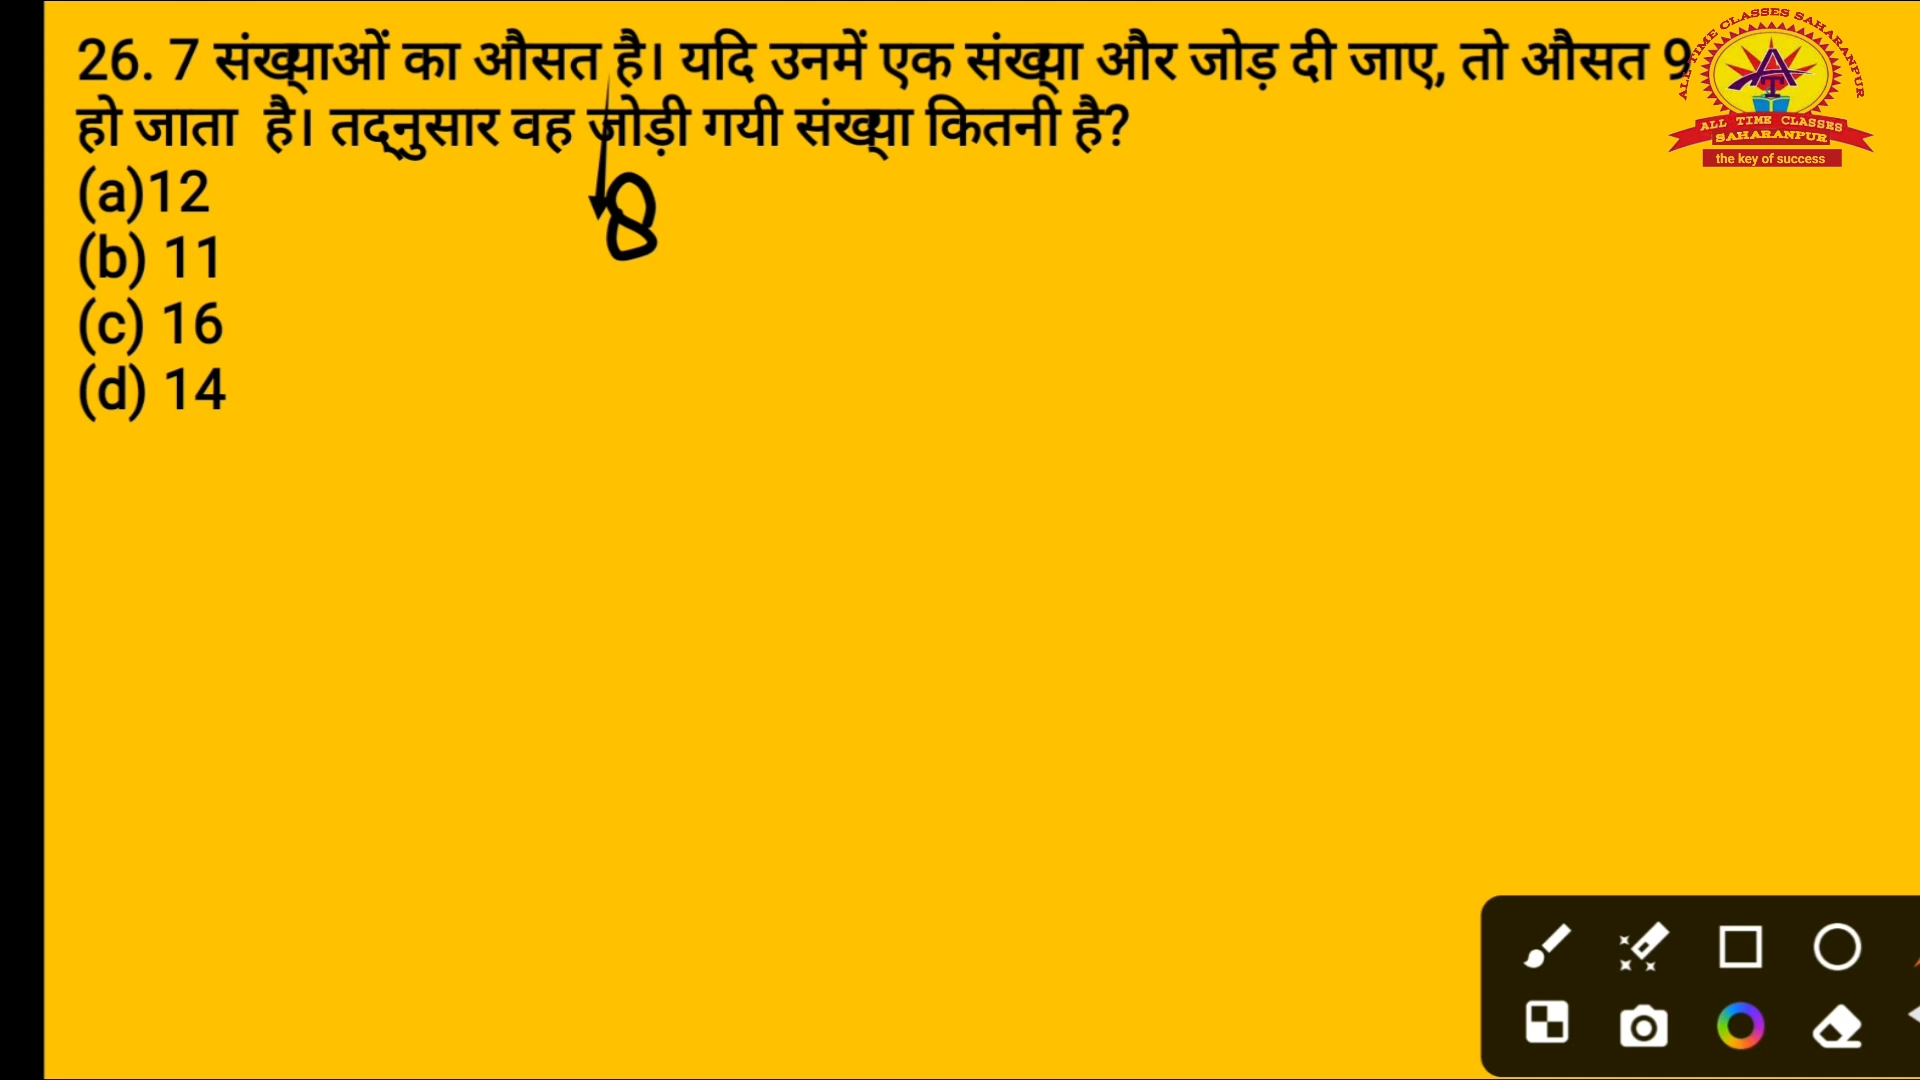 26. 7 संख्याओं का औसत है। यदि उनमें एक संख्या और जोड़ दी जाए, तो औसत 9
हो जाता है। तद्नुसार वह जोड़ी गयी संख्या कितनी है?
8
(a)12
(b) 11
(c) 16
(d) 14
ALL TIME CLASSES SAHARANPUR
AT
ALL TIME CLASSES
SAHARANPUR
the key of success